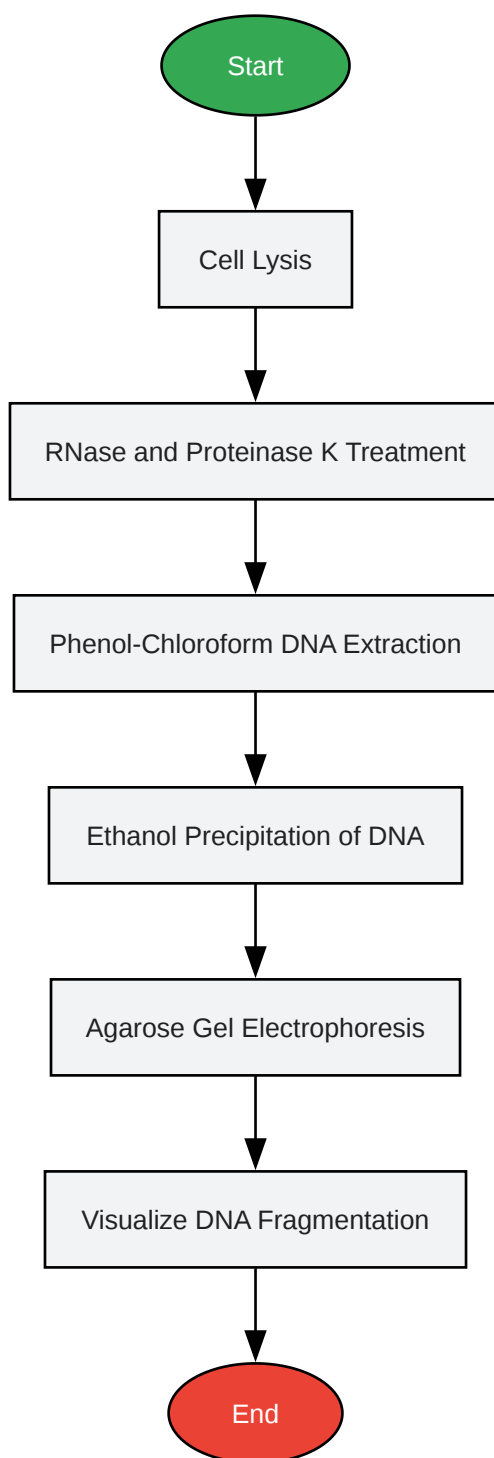 Start
Cell Lysis
RNase and Proteinase K Treatment
Phenol-Chloroform DNA Extraction
Ethanol Precipitation of DNA
Agarose Gel Electrophoresis
Visualize DNA Fragmentation
End